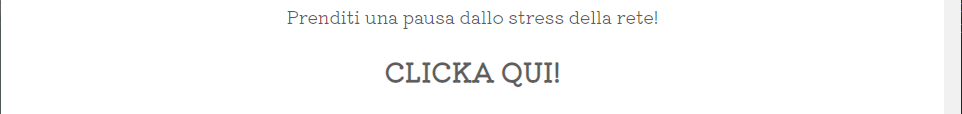 Prenditi una pausa dallo stress della rete!
CLICKA QUI!